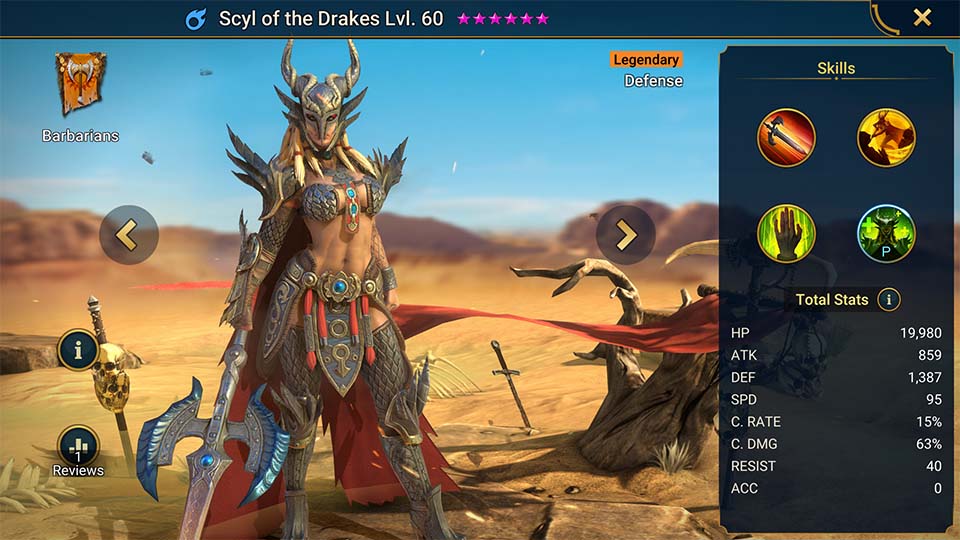 Scyl of the Drakes Lvl. 60
Barbarians
Legendary
Defense
Skills
P
Total Stats i
HP 19,980
ATK 859
DEF 1,387
SPD 95
C. RATE 15%
C. DMG 63%
RESIST 40
ACC 0
i
1
Reviews